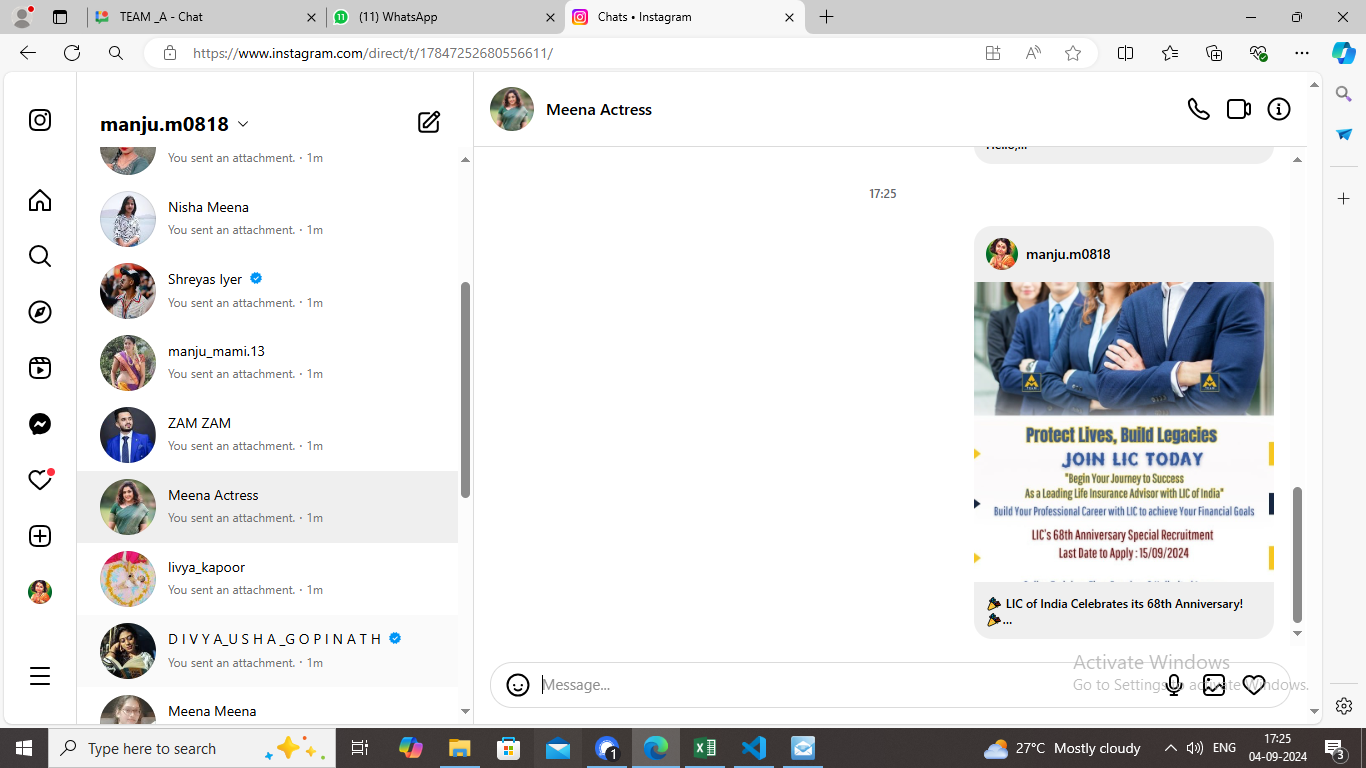 TEAM _A - Chat
(11) WhatsApp
Chats • Instagram
https://www.instagram.com/direct/t/17847252680556611/
manju.m0818
You sent an attachment. · 1m
Nisha Meena
You sent an attachment. · 1m
Shreyas Iyer
You sent an attachment. · 1m
manju_mami.13
You sent an attachment. · 1m
ZAM ZAM
You sent an attachment. · 1m
Meena Actress
You sent an attachment. · 1m
livya_kapoor
You sent an attachment. · 1m
D I V Y A_U S H A _G O P I N A T H
You sent an attachment. · 1m
Meena Meena
Meena Actress
Hello,...
17:25
manju.m0818
Protect Lives, Build Legacies
JOIN LIC TODAY
"Begin Your Journey to Success
As a Leading Life Insurance Advisor with LIC of India"
Build Your Professional Career with LIC to achieve Your Financial Goals
LIC's 68th Anniversary Special Recruitment
Last Date to Apply : 15/09/2024
🎉 LIC of India Celebrates its 68th Anniversary!
🎉...
Message...
Activate Windows
Go to Settings to activate Windows.
Type here to search
1
27°C Mostly cloudy
ENG
17:25
04-09-2024
3